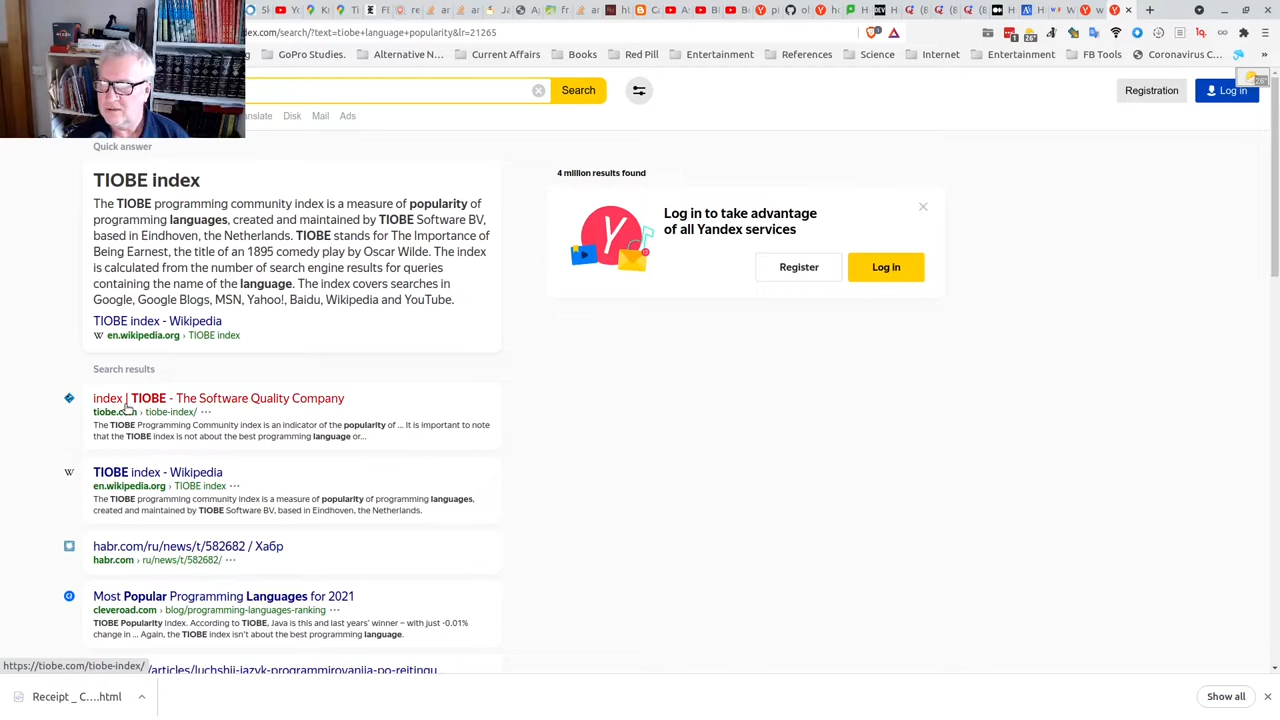 dex.com/search/?text=tiobe+language+popularity&lr=21265
GoPro Studies.
Alternative N...
Current Affairs
Books
Red Pill
Entertainment
References
Science
Internet
Entertainment
FB Tools
Coronavirus C...
Search
Registration
Log in
26°
anslate
Disk
Mail
Ads
Quick answer
TIOBE index
The TIOBE programming community index is a measure of popularity of
programming languages, created and maintained by TIOBE Software BV,
based in Eindhoven, the Netherlands. TIOBE stands for The Importance of
Being Earnest, the title of an 1895 comedy play by Oscar Wilde. The index
is calculated from the number of search engine results for queries
containing the name of the language. The index covers searches in
Google, Google Blogs, MSN, Yahoo!, Baidu, Wikipedia and YouTube.
TIOBE index - Wikipedia
W en.wikipedia.org › TIOBE index
4 million results found
Log in to take advantage
of all Yandex services
Register
Log in
Search results
index | TIOBE - The Software Quality Company
tiobe.com › tiobe-index/ ···
The TIOBE Programming Community index is an indicator of the popularity of ... It is important to note
that the TIOBE index is not about the best programming language or...
W
TIOBE index - Wikipedia
en.wikipedia.org › TIOBE index ···
The TIOBE programming community index is a measure of popularity of programming languages,
created and maintained by TIOBE Software BV, based in Eindhoven, the Netherlands.
habr.com/ru/news/t/582682 / Хабр
habr.com › ru/news/t/582682/ ···
Most Popular Programming Languages for 2021
cleveroad.com › blog/programming-languages-ranking ···
TIOBE Popularity Index. According to TIOBE, Java is this and last years' winner – with just -0.01%
change in ... Again, the TIOBE index isn't about the best programming language.
/articles/luchshij-jazyk-programmirovanija-po-rejtingu...
https://tiobe.com/tiobe-index/
Receipt _ C....html
Show all